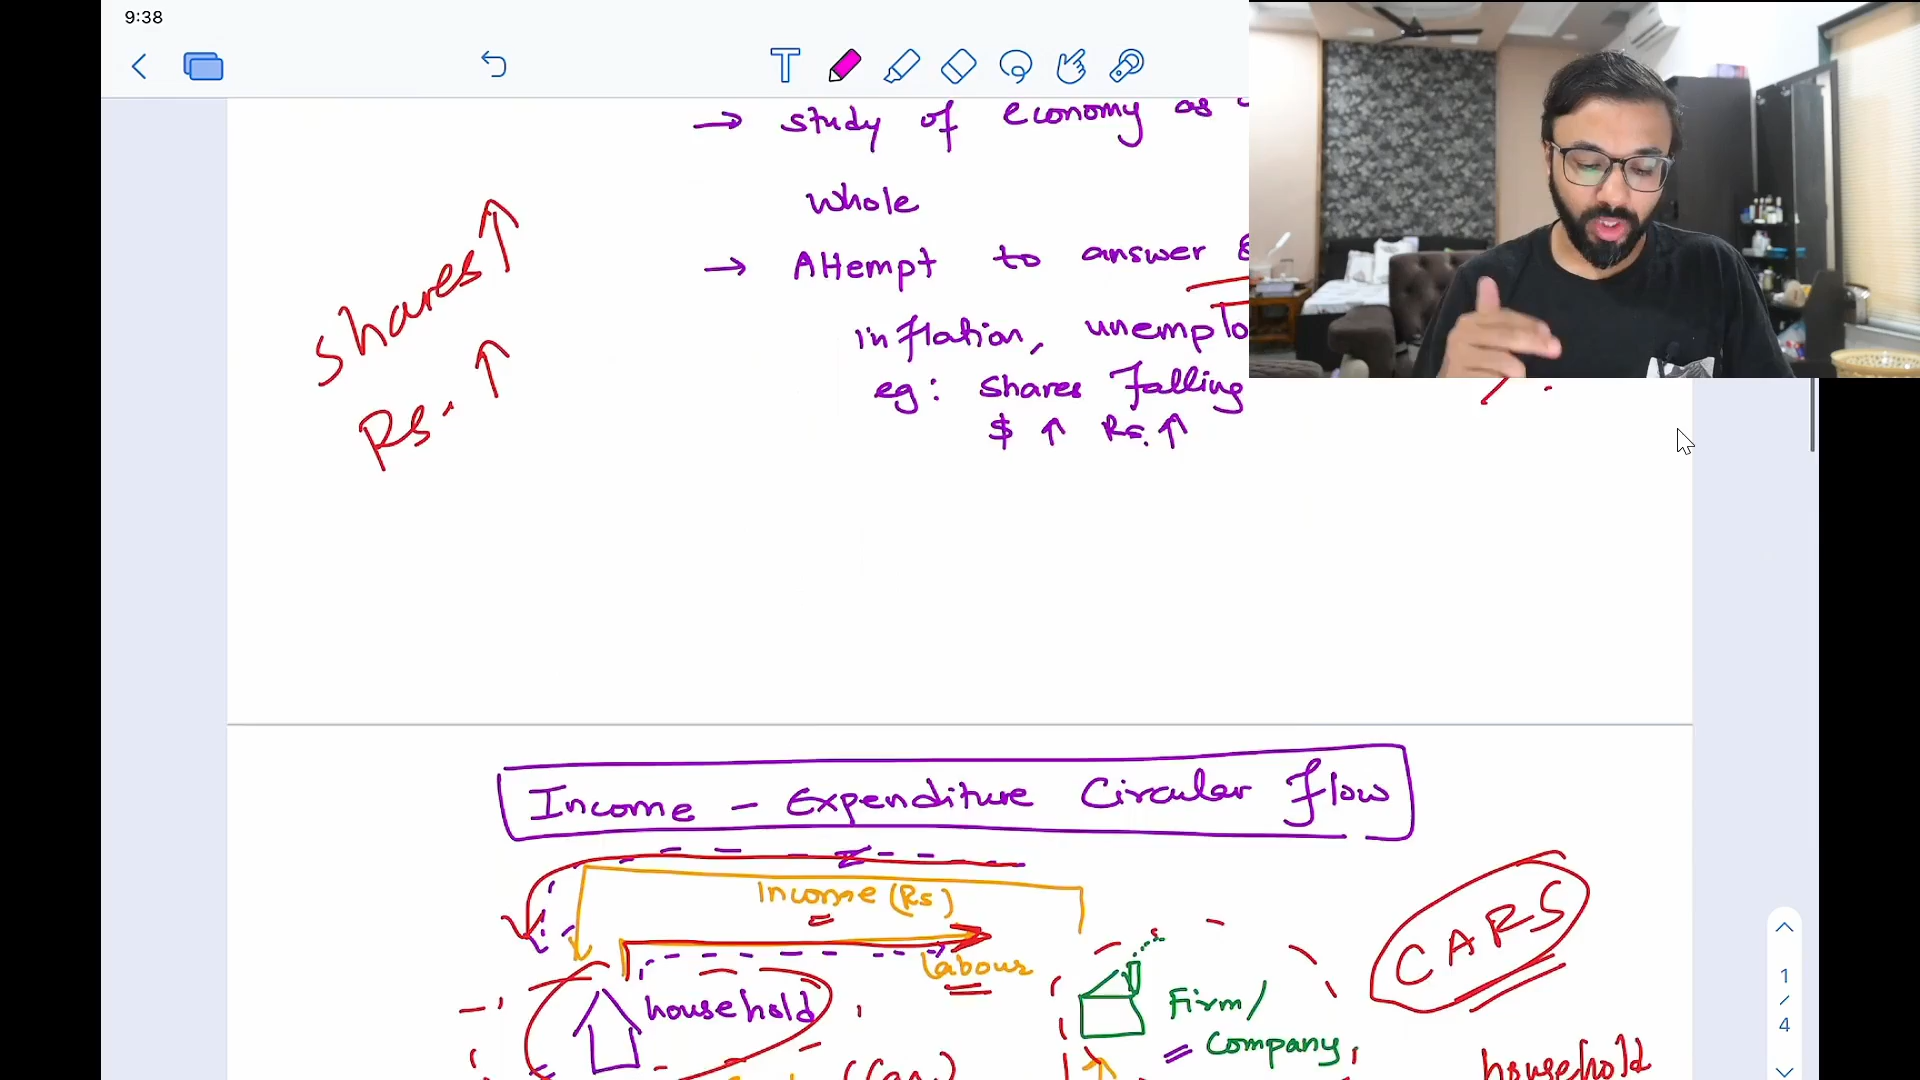 9:38
T
→ study of economy as a
whole
→ Attempt to answer
inflation, unemplo
eg: shares falling
$ ↑ Rs. ↑
shares ↑
Rs. ↑
Income - Expenditure Circular Flow
Income (Rs)
labour
household
Firm/
Company
CARS
household
(Car)
1
/
4